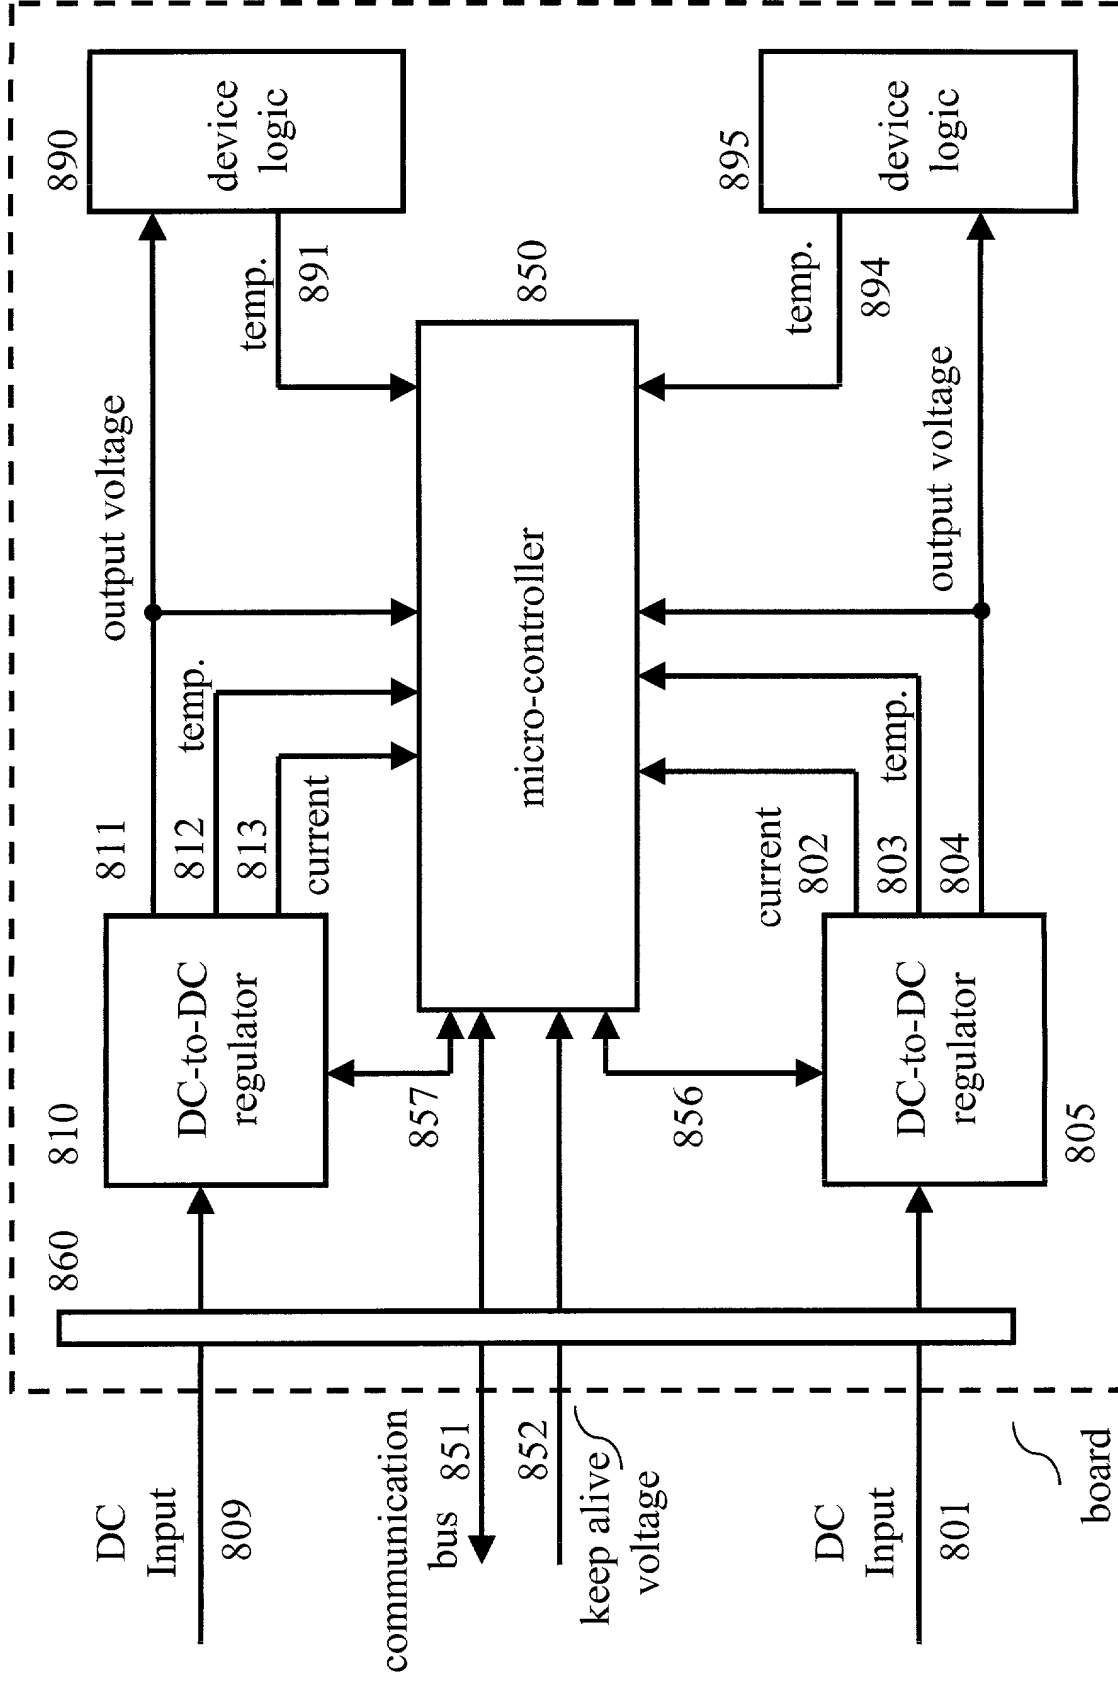 DC
Input
809
communication
bus
851
852
keep alive
voltage
DC
Input
801
board
860
810
DC-to-DC
regulator
857
856
DC-to-DC
regulator
805
811
812
temp.
813
current
current
802
803
temp.
804
output voltage
micro-controller
850
output voltage
temp.
891
temp.
894
890
device
logic
895
device
logic